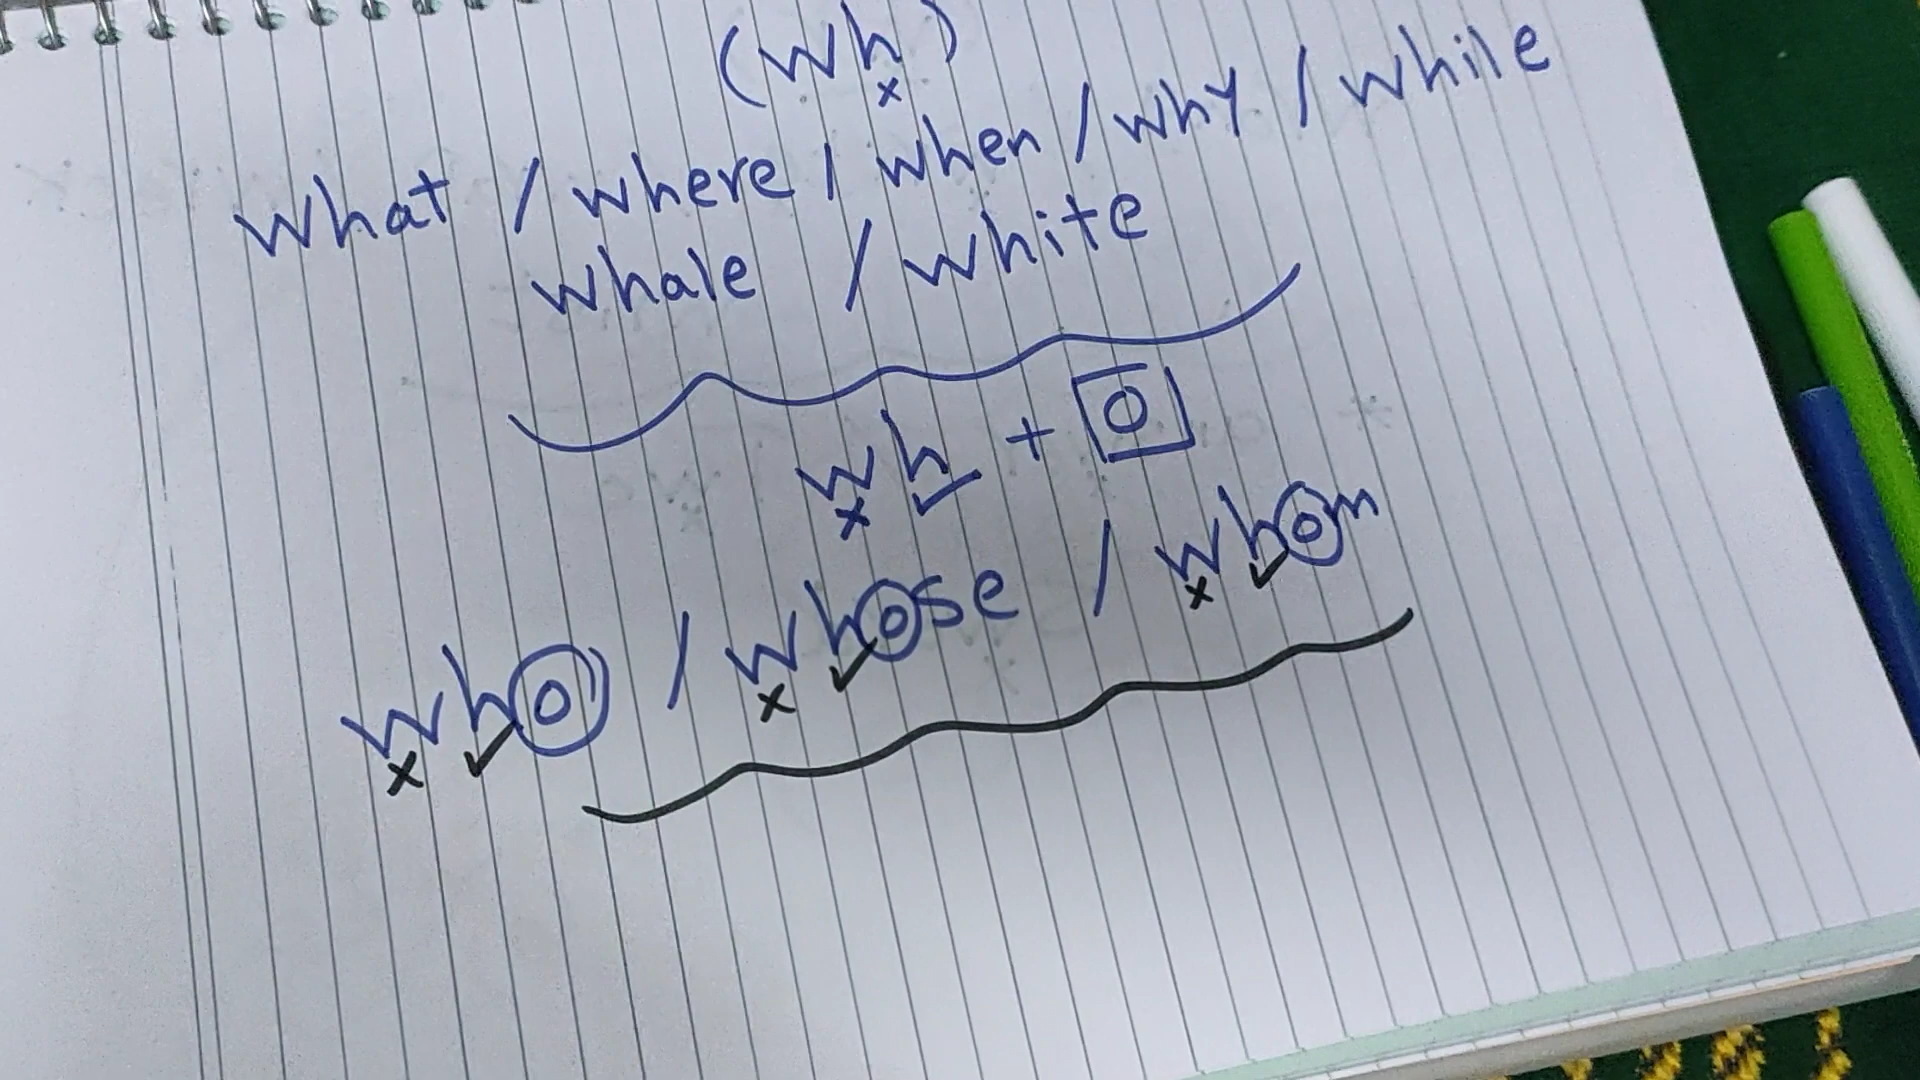 (wh)
x
what / where / when / why / while
whale / white
wh + o
x ✓
who / whose / whom
x ✓ x ✓ x ✓